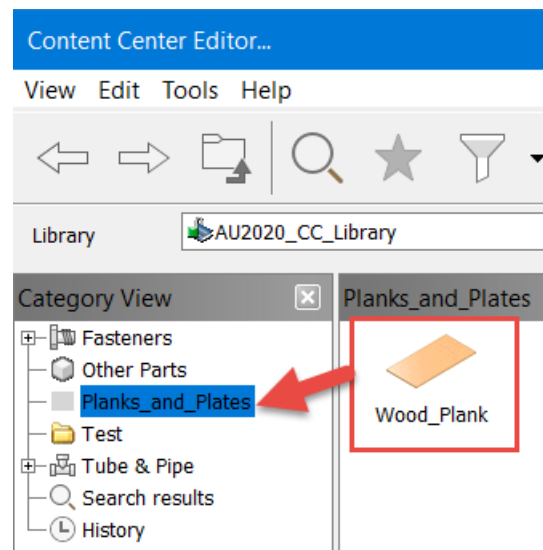 Content Center Editor...
View Edit Tools Help
Library AU2020_CC_Library
Category View
Fasteners
Other Parts
Planks_and_Plates
Test
Tube & Pipe
Search results
History
Planks_and_Plates
Wood_Plank